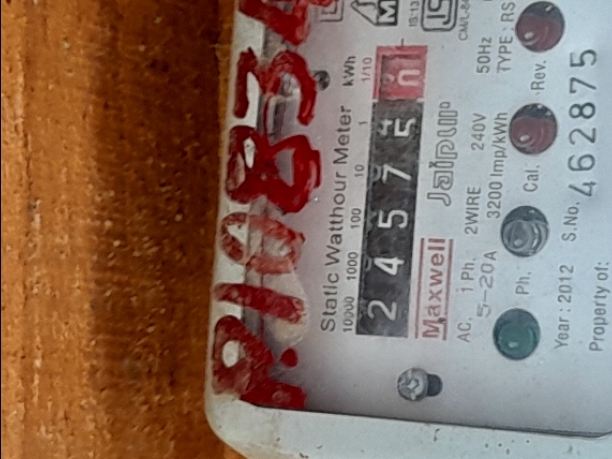 Static Watthour Meter kWh
10000 1000 100 10 1 1/10
2 4 5 7 5
Maxwell Jaipur
AC. 1 Ph. 2WIRE 240V 50Hz
5-20A 3200 Imp/kWh TYPE: RS
Ph. Cal. Rev.
Year: 2012 S.No. 462875
Property of: